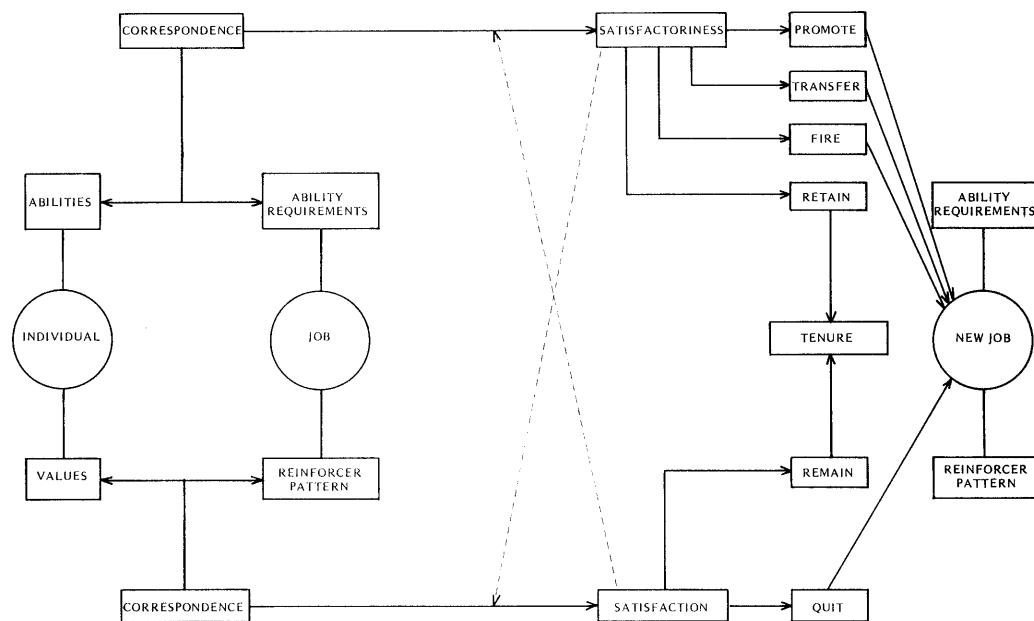 CORRESPONDENCE
SATISFACTORINESS
PROMOTE
TRANSFER
FIRE
ABILITIES
ABILITY
REQUIREMENTS
RETAIN
ABILITY
REQUIREMENTS
INDIVIDUAL
JOB
TENURE
NEW JOB
VALUES
REINFORCER
PATTERN
REMAIN
REINFORCER
PATTERN
CORRESPONDENCE
SATISFACTION
QUIT